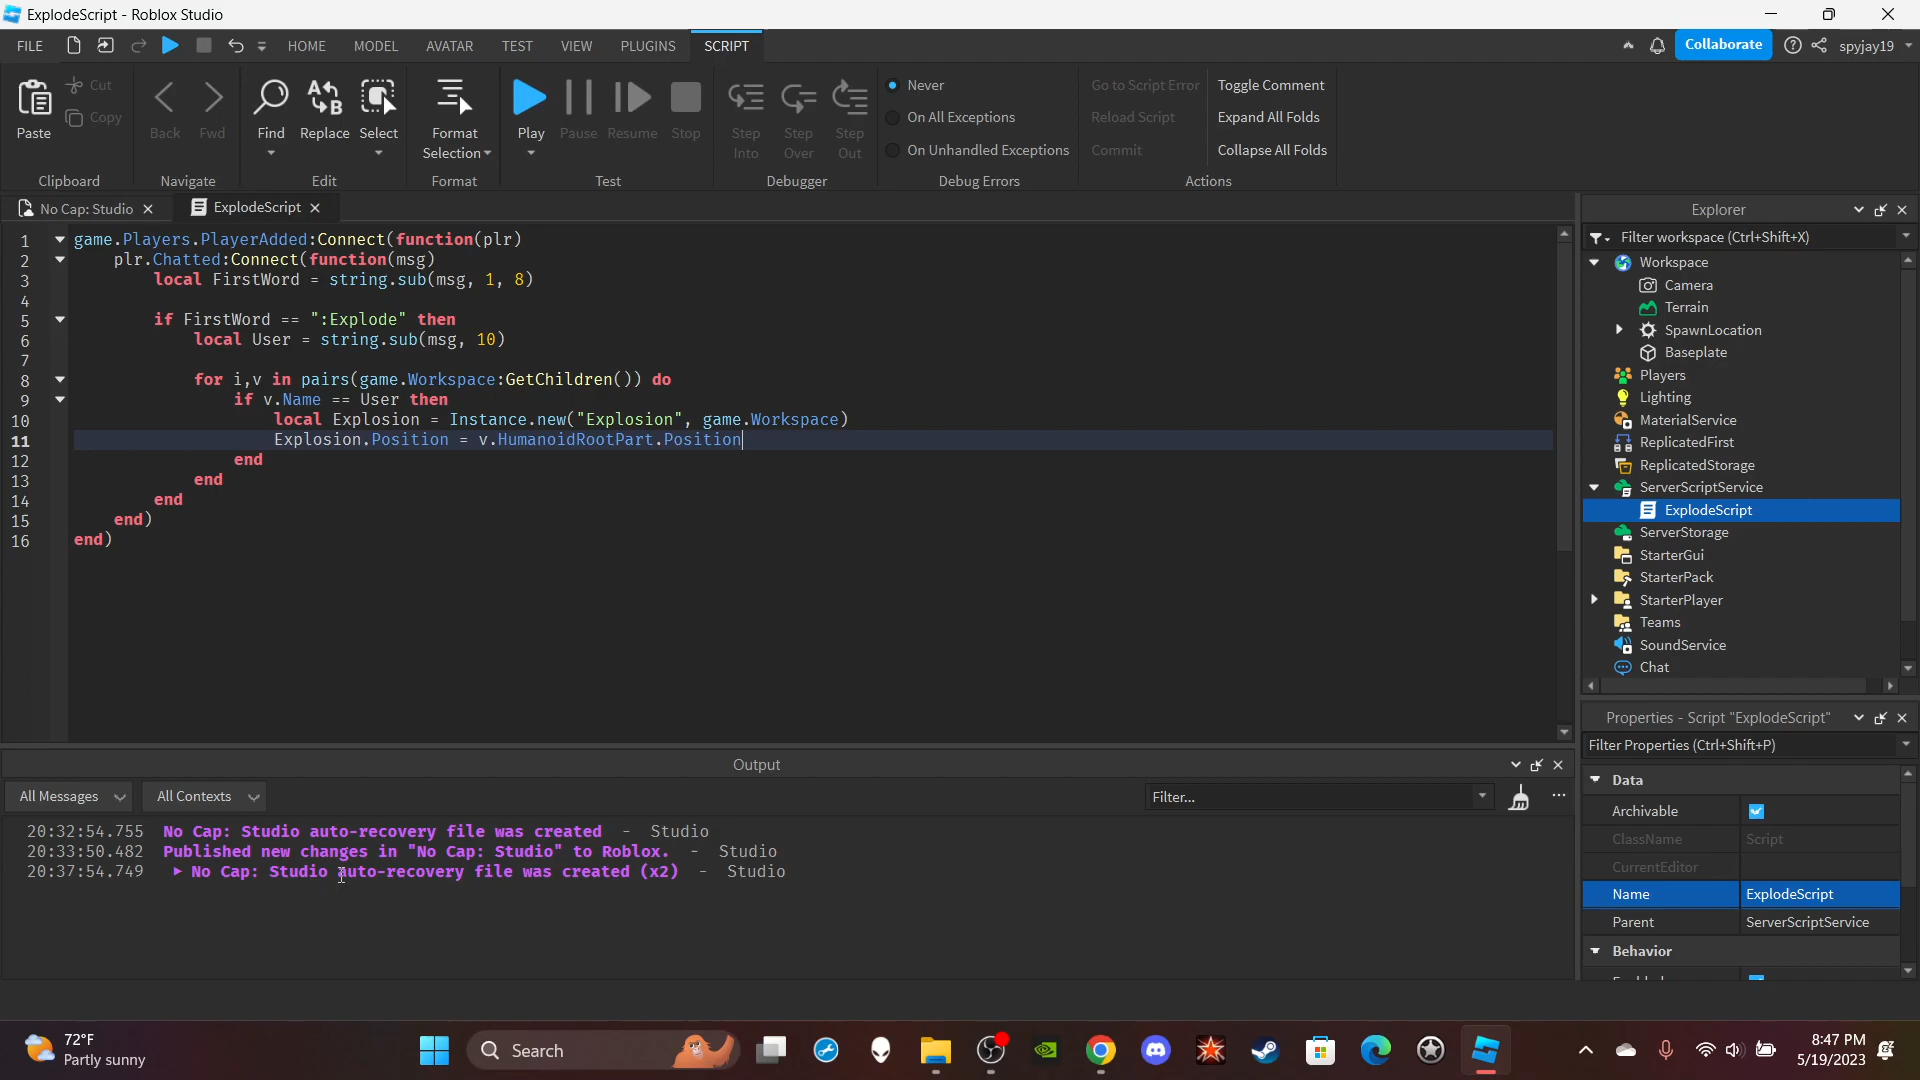 ExplodeScript - Roblox Studio
FILE HOME MODEL AVATAR TEST VIEW PLUGINS SCRIPT Collaborate spyjay19
Paste Cut Copy
Clipboard
Back Fwd
Navigate
Find Replace Select
Edit
Format Selection
Format
Play Pause Resume Stop
Test
Step Into Step Over Step Out
Debugger
Never
On All Exceptions
On Unhandled Exceptions
Debug Errors
Go to Script Error
Reload Script
Commit
Toggle Comment
Expand All Folds
Collapse All Folds
Actions
No Cap: Studio ExplodeScript
1 game.Players.PlayerAdded:Connect(function(plr)
2 plr.Chatted:Connect(function(msg)
3 local FirstWord = string.sub(msg, 1, 8)
4
5 if FirstWord == ":Explode" then
6 local User = string.sub(msg, 10)
7
8 for i,v in pairs(game.Workspace:GetChildren()) do
9 if v.Name == User then
10 local Explosion = Instance.new("Explosion", game.Workspace)
11 Explosion.Position = v.HumanoidRootPart.Position
12 end
13 end
14 end
15 end)
16 end)
Explorer
Filter workspace (Ctrl+Shift+X)
Workspace
Camera
Terrain
SpawnLocation
Baseplate
Players
Lighting
MaterialService
ReplicatedFirst
ReplicatedStorage
ServerScriptService
ExplodeScript
ServerStorage
StarterGui
StarterPack
StarterPlayer
Teams
SoundService
Chat
Properties - Script "ExplodeScript"
Filter Properties (Ctrl+Shift+P)
Data
Archivable
ClassName Script
CurrentEditor
Name ExplodeScript
Parent ServerScriptService
Behavior
Output
All Messages All Contexts Filter...
20:32:54.755 No Cap: Studio auto-recovery file was created - Studio
20:33:50.482 Published new changes in "No Cap: Studio" to Roblox. - Studio
20:37:54.749 No Cap: Studio auto-recovery file was created (x2) - Studio
72°F
Partly sunny
Search
8:47 PM
5/19/2023